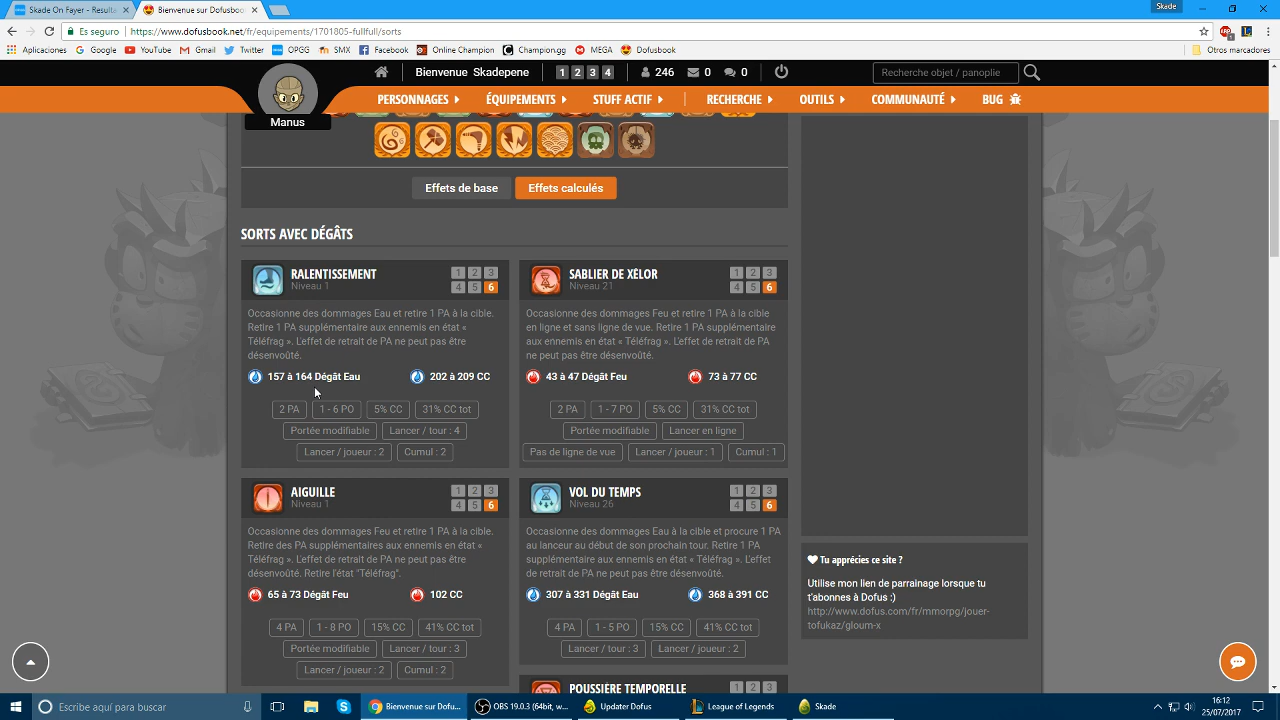 Skade On Fayer - Resulta
Bienvenue sur Dofusboo
Skade
Es seguro
https://www.dofusbook.net/fr/equipements/1701805-fullfull/sorts
Aplicaciones
Google
YouTube
Gmail
Twitter
OPGG
SMX
Facebook
Online Champion
Champion.gg
MEGA
Dofusbook
Otros marcadores
Bienvenue Skadepene
1 2 3 4
246
0
0
Recherche objet / panoplie
Manus
PERSONNAGES
ÉQUIPEMENTS
STUFF ACTIF
RECHERCHE
OUTILS
COMMUNAUTÉ
BUG
Effets de base
Effets calculés
SORTS AVEC DÉGÂTS
RALENTISSEMENT
Niveau 1
1 2 3
4 5 6
Occasionne des dommages Eau et retire 1 PA à la cible.
Retire 1 PA supplémentaire aux ennemis en état «
Téléfrag ». L'effet de retrait de PA ne peut pas être
désenvoûté.
157 à 164 Dégât Eau
202 à 209 CC
2 PA
1 - 6 PO
5% CC
31% CC tot
Portée modifiable
Lancer / tour : 4
Lancer / joueur : 2
Cumul : 2
SABLIER DE XÉLOR
Niveau 21
1 2 3
4 5 6
Occasionne des dommages Feu et retire 1 PA à la cible
en ligne et sans ligne de vue. Retire 1 PA supplémentaire
aux ennemis en état « Téléfrag ». L'effet de retrait de PA
ne peut pas être désenvoûté.
43 à 47 Dégât Feu
73 à 77 CC
2 PA
1 - 7 PO
5% CC
31% CC tot
Portée modifiable
Lancer en ligne
Pas de ligne de vue
Lancer / joueur : 1
Cumul : 1
AIGUILLE
Niveau 1
1 2 3
4 5 6
Occasionne des dommages Feu et retire 1 PA à la cible.
Retire des PA supplémentaires aux ennemis en état «
Téléfrag ». L'effet de retrait de PA ne peut pas être
désenvoûté. Retire l'état "Téléfrag".
65 à 73 Dégât Feu
102 CC
4 PA
1 - 8 PO
15% CC
41% CC tot
Portée modifiable
Lancer / tour : 3
Lancer / joueur : 2
Cumul : 2
VOL DU TEMPS
Niveau 26
1 2 3
4 5 6
Occasionne des dommages Eau à la cible et procure 1 PA
au lanceur au début de son prochain tour. Retire 1 PA
supplémentaire aux ennemis en état « Téléfrag ». L'effet
de retrait de PA ne peut pas être désenvoûté.
307 à 331 Dégât Eau
368 à 391 CC
4 PA
1 - 5 PO
15% CC
41% CC tot
Lancer / tour : 3
Lancer / joueur : 2
POUSSIÈRE TEMPORELLE
1 2 3
Tu apprécies ce site ?
Utilise mon lien de parrainage lorsque tu
t'abonnes à Dofus :)
http://www.dofus.com/fr/mmorpg/jouer-
tofukaz/gloum-x
Escribe aquí para buscar
Bienvenue sur Dofu...
OBS 19.0.3 (64bit, w...
Updater Dofus
League of Legends
Skade
16:12
25/07/2017